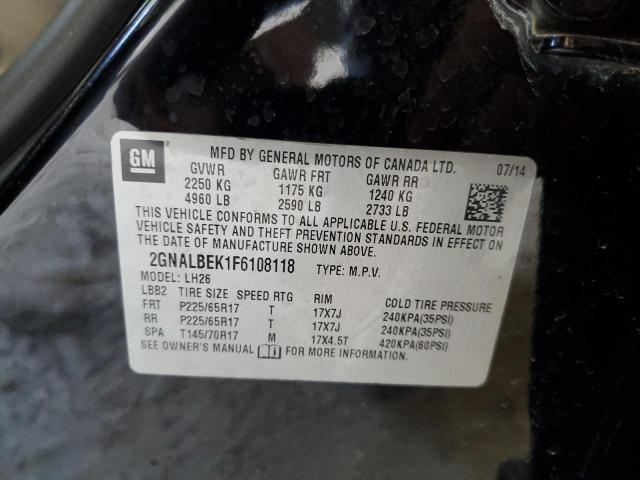 GM
MFD BY GENERAL MOTORS OF CANADA LTD. 07/14
GVWR GAWR FRT GAWR RR
2250 KG 1175 KG 1240 KG
4960 LB 2590 LB 2733 LB
THIS VEHICLE CONFORMS TO ALL APPLICABLE U.S. FEDERAL MOTOR
VEHICLE SAFETY AND THEFT PREVENTION STANDARDS IN EFFECT ON
THE DATE OF MANUFACTURE SHOWN ABOVE.
2GNALBEK1F6108118 TYPE: M.P.V.
MODEL: LH26
LBB2 TIRE SIZE SPEED RTG RIM COLD TIRE PRESSURE
FRT P225/65R17 T 17X7J 240KPA(35PSI)
RR P225/65R17 T 17X7J 240KPA(35PSI)
SPA T145/70R17 M 17X4.5T 420KPA(60PSI)
SEE OWNER'S MANUAL FOR MORE INFORMATION.